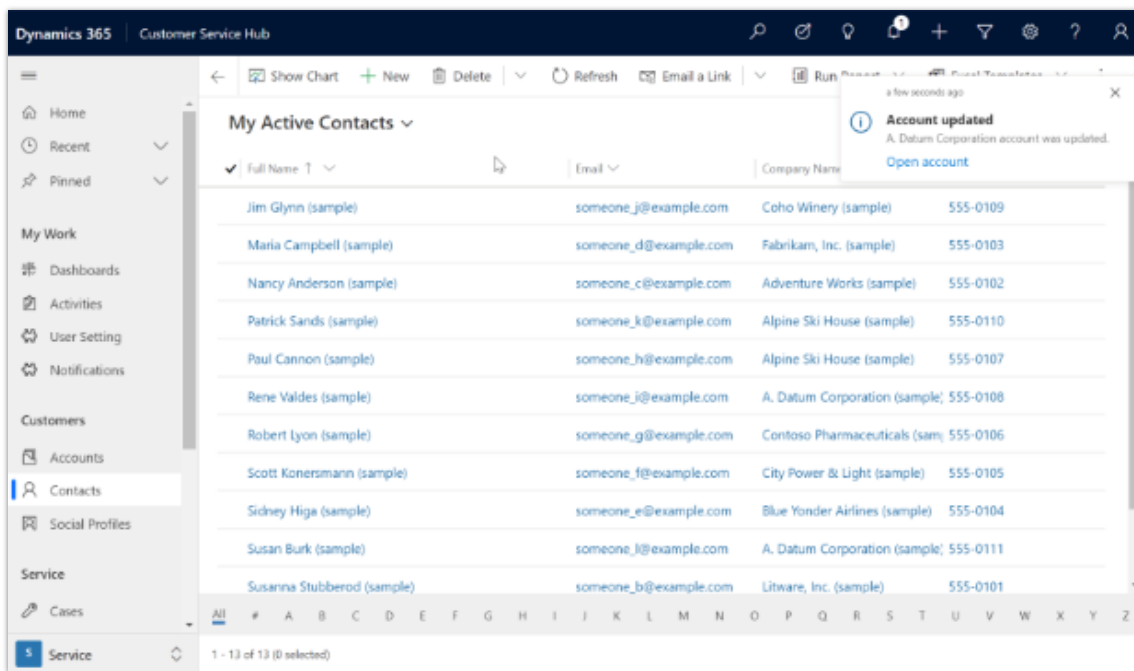 Dynamics 365 Customer Service Hub 1
Show Chart New Delete Refresh Email a Link Run Report Excel Templates
a few seconds ago
Account updated
A. Datum Corporation account was updated.
Open account
Home
Recent
Pinned
My Work
Dashboards
Activities
User Setting
Notifications
Customers
Accounts
Contacts
Social Profiles
Service
Cases
S Service
My Active Contacts
Full Name ↑ Email Company Name
Jim Glynn (sample) someone_j@example.com Coho Winery (sample) 555-0109
Maria Campbell (sample) someone_d@example.com Fabrikam, Inc. (sample) 555-0103
Nancy Anderson (sample) someone_c@example.com Adventure Works (sample) 555-0102
Patrick Sands (sample) someone_k@example.com Alpine Ski House (sample) 555-0110
Paul Cannon (sample) someone_h@example.com Alpine Ski House (sample) 555-0107
Rene Valdes (sample) someone_i@example.com A. Datum Corporation (sample) 555-0108
Robert Lyon (sample) someone_g@example.com Contoso Pharmaceuticals (sam 555-0106
Scott Konersmann (sample) someone_f@example.com City Power & Light (sample) 555-0105
Sidney Higa (sample) someone_e@example.com Blue Yonder Airlines (sample) 555-0104
Susan Burk (sample) someone_l@example.com A. Datum Corporation (sample) 555-0111
Susanna Stubberod (sample) someone_b@example.com Litware, Inc. (sample) 555-0101
All # A B C D E F G H I J K L M N O P Q R S T U V W X Y Z
1 - 13 of 13 (0 selected)